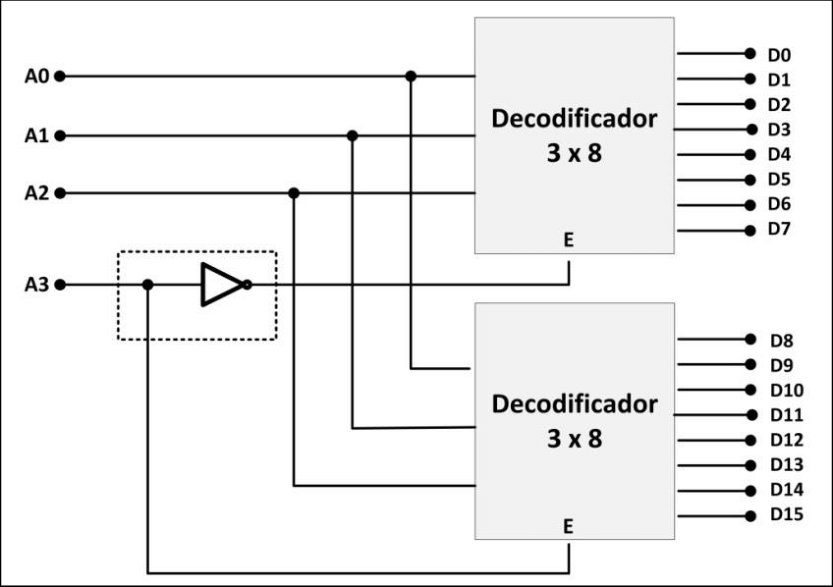 A0
A1
A2
A3
Decodificador
3 x 8
E
D0
D1
D2
D3
D4
D5
D6
D7
Decodificador
3 x 8
E
D8
D9
D10
D11
D12
D13
D14
D15